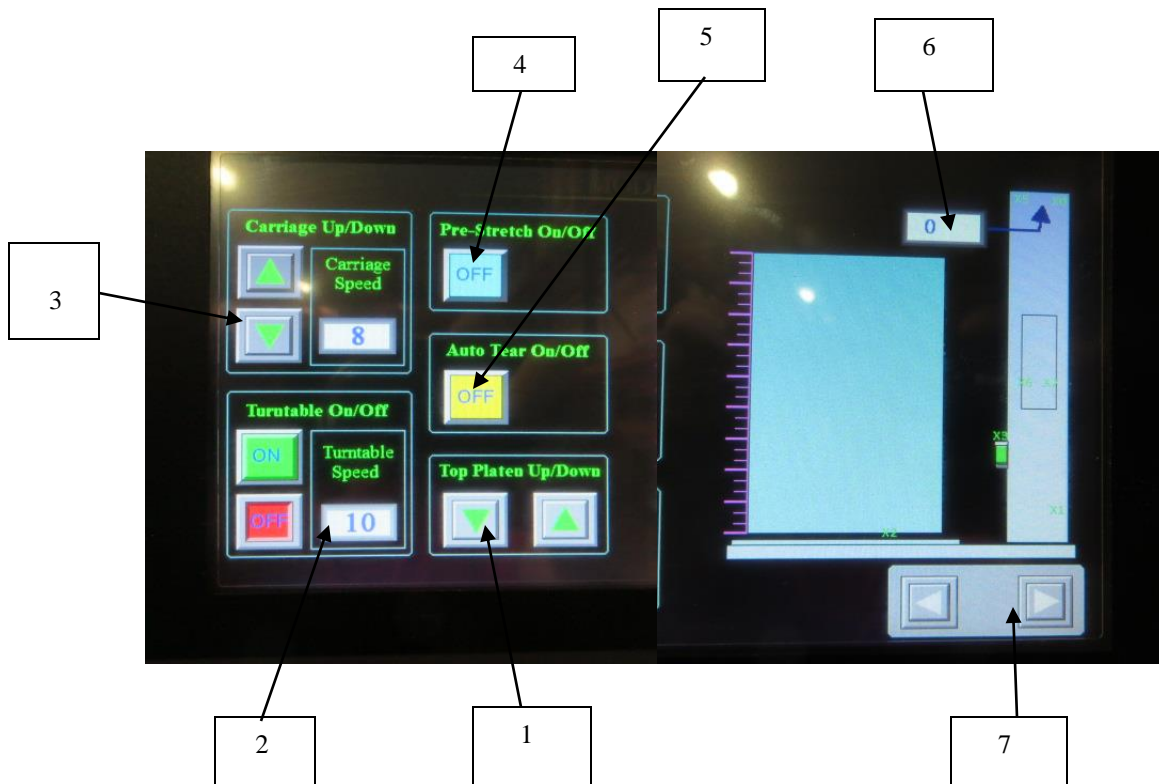 5
6
4
3
Carriage Up/Down
Carriage
Speed
8
Pre-Stretch On/Off
OFF
Auto Tear On/Off
OFF
Turntable On/Off
ON
OFF
Turntable
Speed
10
Top Platen Up/Down
0
X3
X2
X1
2
1
7